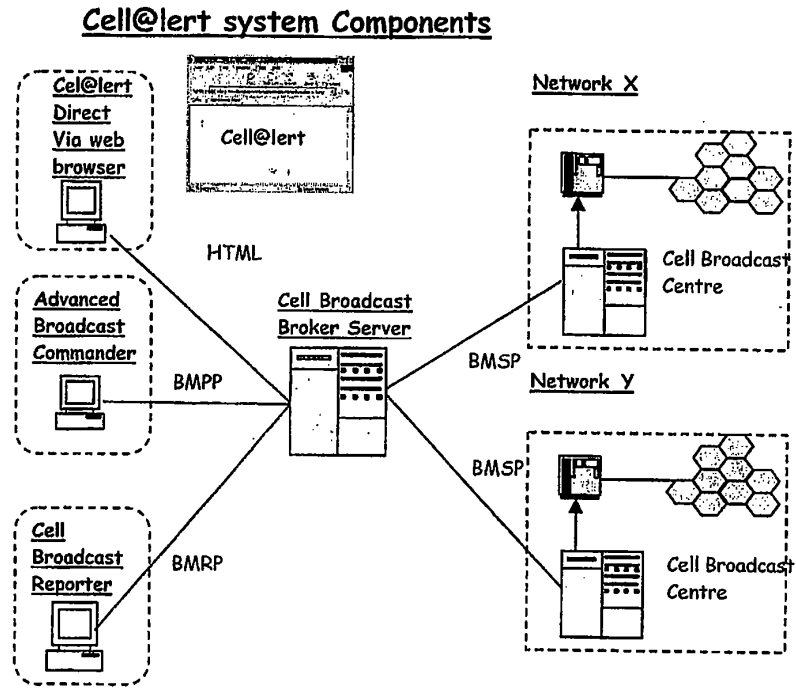 Cell@lert system Components
Cel@lert
Direct
Via web
browser
Cell@lert
Network X
HTML
Cell Broadcast
Centre
Advanced
Broadcast
Commander
Cell Broadcast
Broker Server
BMPP
BMSP
Network Y
BMSP
Cell
Broadcast
Reporter
BMRP
Cell Broadcast
Centre